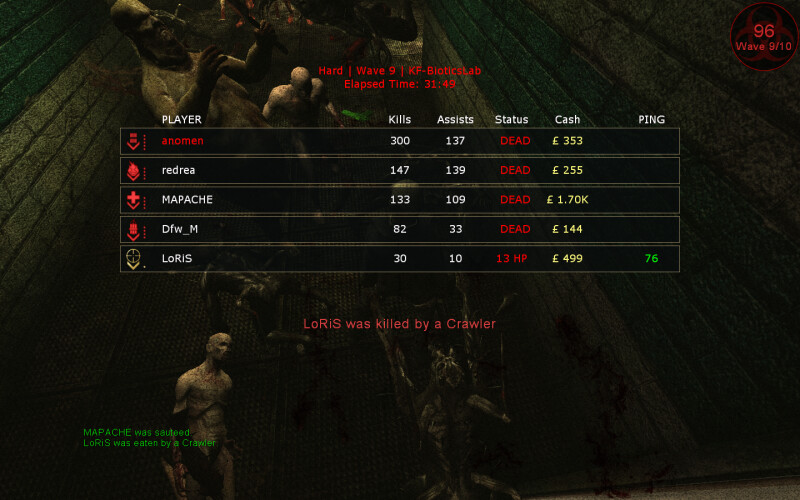 96
Wave 9/10
Hard | Wave 9 | KF-BioticsLab
Elapsed Time: 31:49
PLAYER Kills Assists Status Cash PING
anomen 300 137 DEAD £ 353
redrea 147 139 DEAD £ 255
MAPACHE 133 109 DEAD £ 1.70K
Dfw_M 82 33 DEAD £ 144
LoRiS 30 10 13 HP £ 499 76
LoRiS was killed by a Crawler
MAPACHE was sauteed
LoRiS was eaten by a Crawler